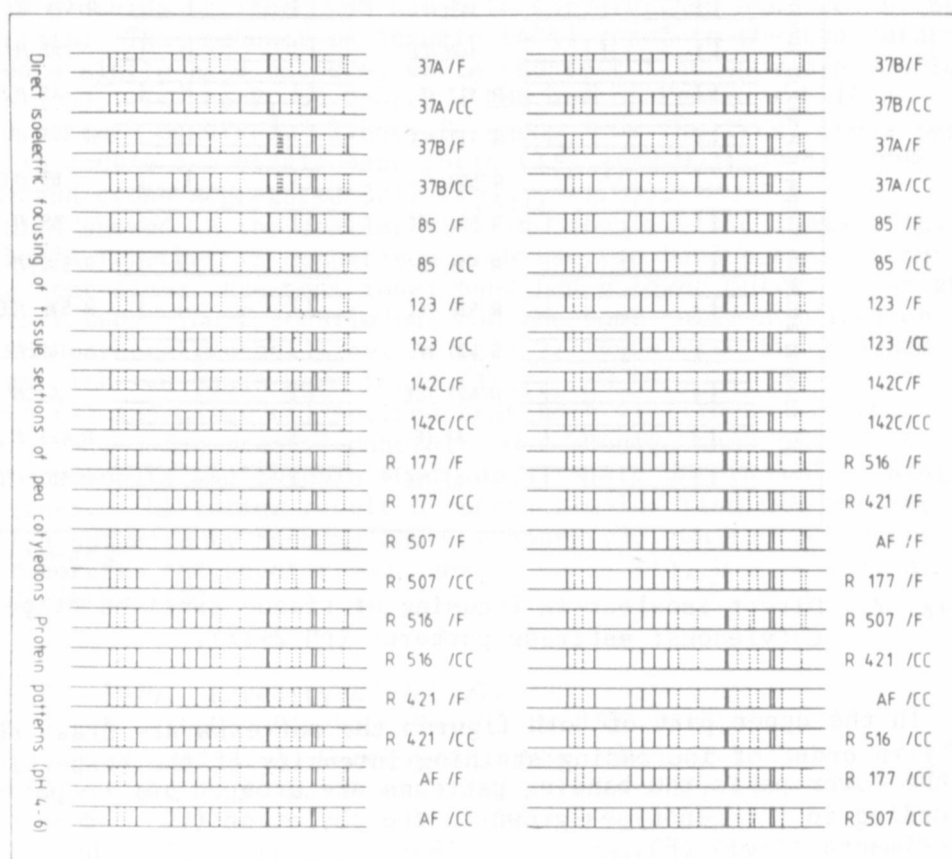 Direct isoelectric focusing of tissue sections of pea cotyledons. Protein patterns (pH 4-6)
37A/F
37A/CC
37B/F
37B/CC
85 /F
85 /CC
123 /F
123 /CC
142C/F
142C/CC
R 177 /F
R 177 /CC
R 507 /F
R 507 /CC
R 516 /F
R 516 /CC
R 421 /F
R 421 /CC
AF /F
AF /CC
37B/F
37B/CC
37A/F
37A/CC
85 /F
85 /CC
123 /F
123 /CC
142C/F
142C/CC
R 516 /F
R 421 /F
AF /F
R 177 /F
R 507 /F
R 421 /CC
AF /CC
R 516 /CC
R 177 /CC
R 507 /CC